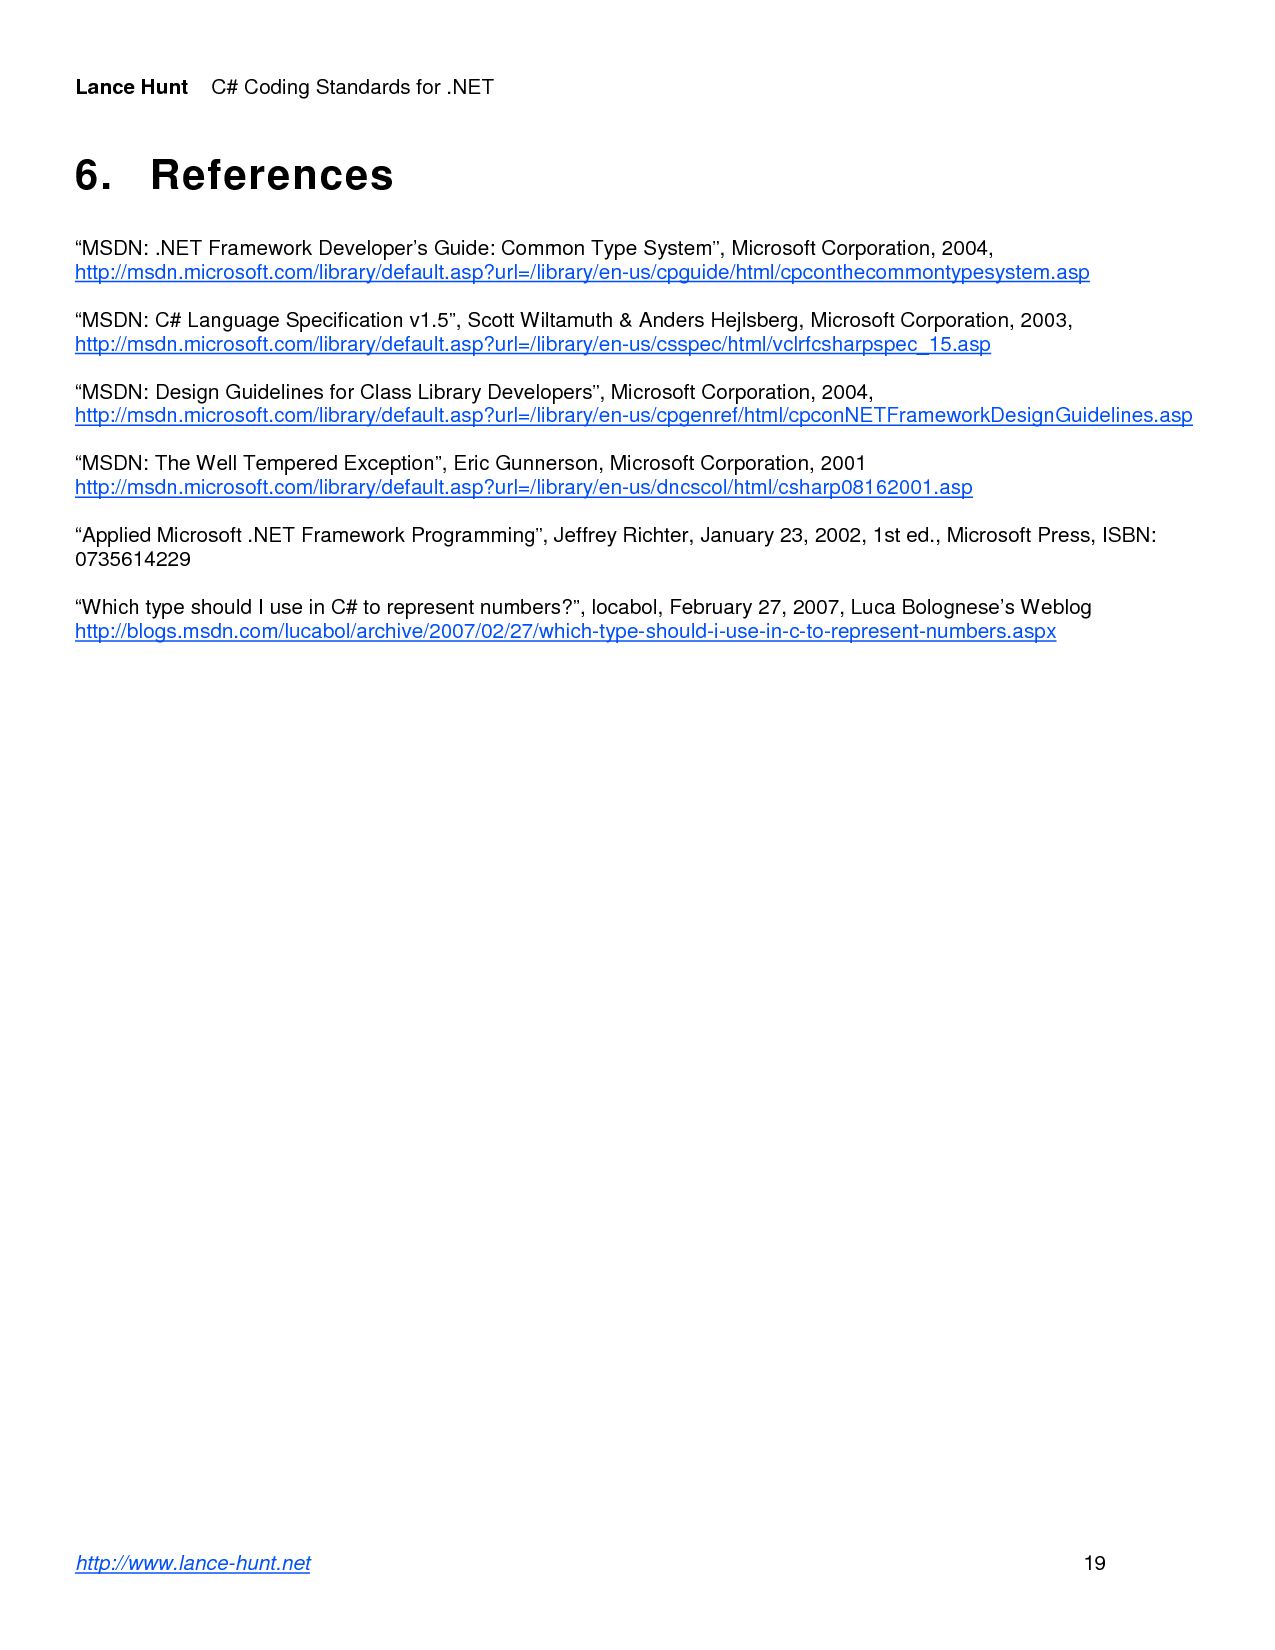 Lance Hunt C# Coding Standards for .NET
6. References
“MSDN: .NET Framework Developer’s Guide: Common Type System”, Microsoft Corporation, 2004,
http://msdn.microsoft.com/library/default.asp?url=/library/en-us/cpguide/html/cpconthecommontypesystem.asp
“MSDN: C# Language Specification v1.5”, Scott Wiltamuth & Anders Hejlsberg, Microsoft Corporation, 2003,
http://msdn.microsoft.com/library/default.asp?url=/library/en-us/csspec/html/vclrfcsharpspec_15.asp
“MSDN: Design Guidelines for Class Library Developers”, Microsoft Corporation, 2004,
http://msdn.microsoft.com/library/default.asp?url=/library/en-us/cpgenref/html/cpconNETFrameworkDesignGuidelines.asp
“MSDN: The Well Tempered Exception”, Eric Gunnerson, Microsoft Corporation, 2001
http://msdn.microsoft.com/library/default.asp?url=/library/en-us/dncscol/html/csharp08162001.asp
“Applied Microsoft .NET Framework Programming”, Jeffrey Richter, January 23, 2002, 1st ed., Microsoft Press, ISBN:
0735614229
“Which type should I use in C# to represent numbers?”, locabol, February 27, 2007, Luca Bolognese’s Weblog
http://blogs.msdn.com/lucabol/archive/2007/02/27/which-type-should-i-use-in-c-to-represent-numbers.aspx
http://www.lance-hunt.net 19